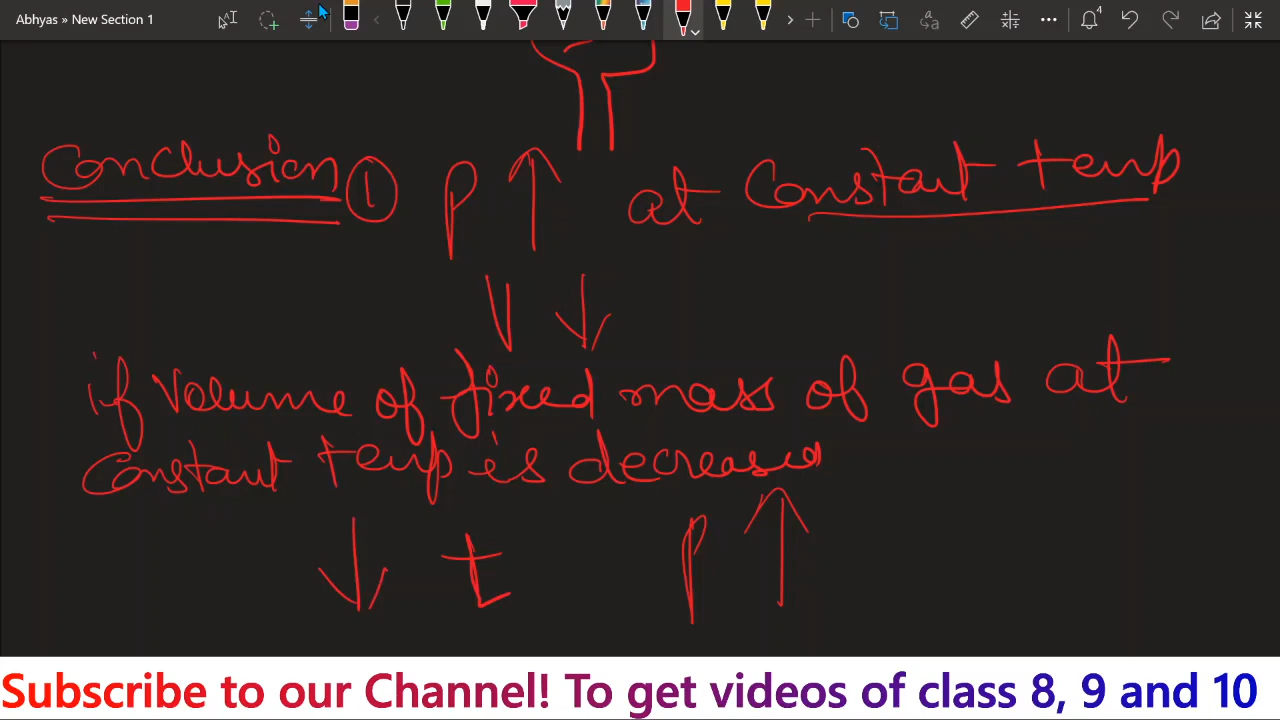 Abhyas » New Section 1
4
Conclusion ① P ↑ at Constant temp
V ↓
if Volume of fixed mass of gas at
Constant temp is decreased
↓ t P ↑
Subscribe to our Channel! To get videos of class 8, 9 and 10